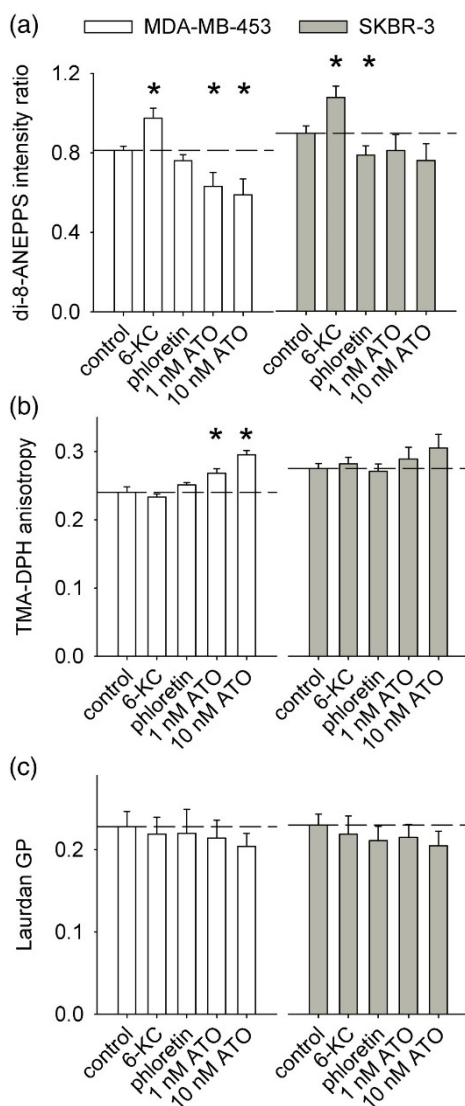 (a)
MDA-MB-453 SKBR-3
di-8-ANEPPS intensity ratio
1.2
0.8
0.4
0.0
* * * * *
control 6-KC phloretin 1 nM ATO 10 nM ATO control 6-KC phloretin 1 nM ATO 10 nM ATO
(b)
TMA-DPH anisotropy
0.3
0.2
0.1
0.0
* *
control 6-KC phloretin 1 nM ATO 10 nM ATO control 6-KC phloretin 1 nM ATO 10 nM ATO
(c)
Laurdan GP
0.2
0.1
0.0
control 6-KC phloretin 1 nM ATO 10 nM ATO control 6-KC phloretin 1 nM ATO 10 nM ATO